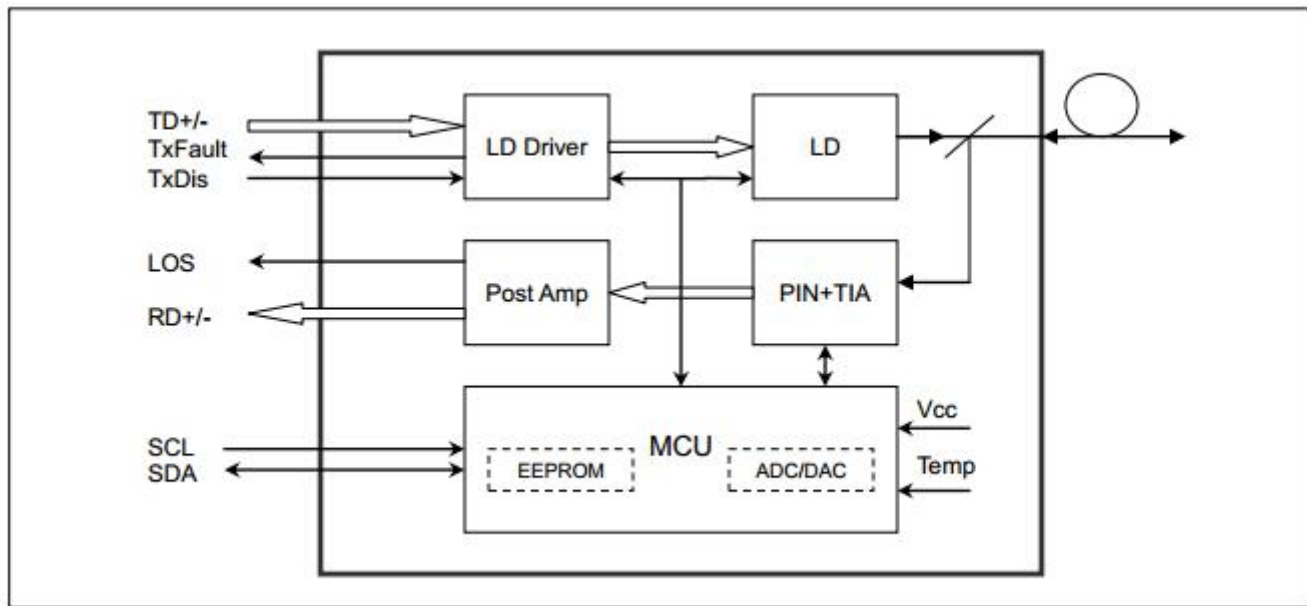 TD+/-
TxFault
TxDis
LD Driver
LD
LOS
RD+/-
Post Amp
PIN+TIA
SCL
SDA
MCU
EEPROM
ADC/DAC
Vcc
Temp